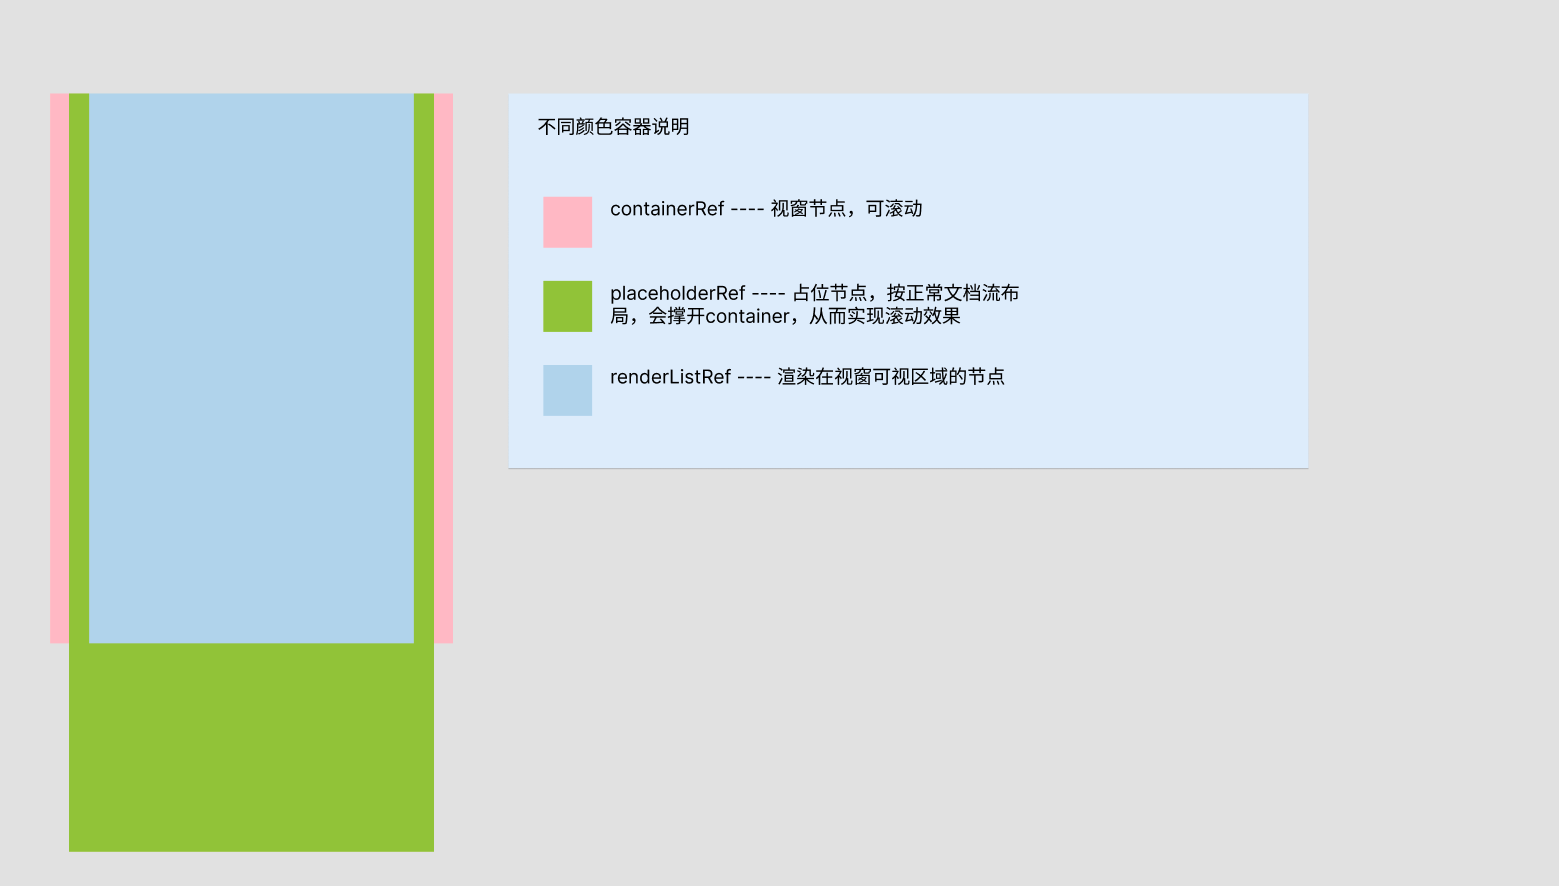 不同颜色容器说明
containerRef ---- 视窗节点，可滚动
placeholderRef ---- 占位节点，按正常文档流布
局，会撑开container，从而实现滚动效果
renderListRef ---- 渲染在视窗可视区域的节点